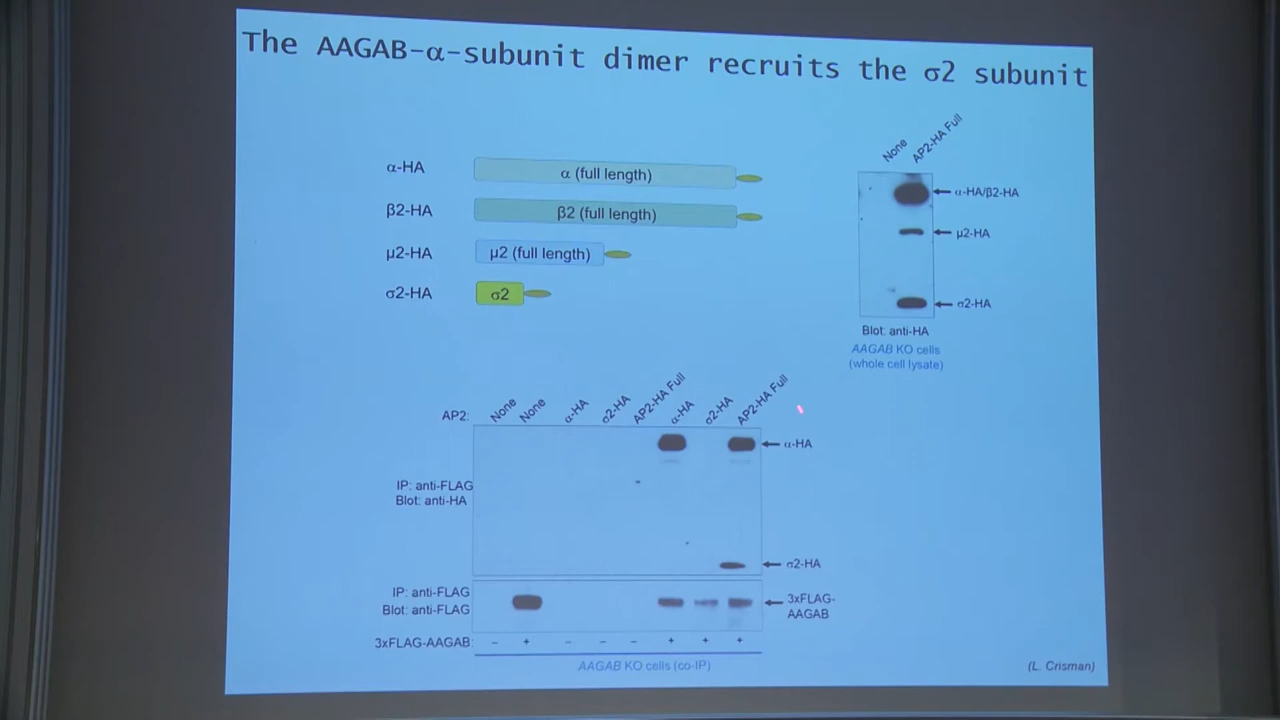 The AAGAB-α-subunit dimer recruits the σ2 subunit
α-HA
α (full length)
β2-HA
β2 (full length)
μ2-HA
μ2 (full length)
σ2-HA
σ2
None
AP2-HA Full
α-HA/β2-HA
μ2-HA
σ2-HA
Blot: anti-HA
AAGAB KO cells
(whole cell lysate)
AP2:
None
None
α-HA
σ2-HA
AP2-HA Full
α-HA
σ2-HA
AP2-HA Full
α-HA
IP: anti-FLAG
Blot: anti-HA
σ2-HA
IP: anti-FLAG
Blot: anti-FLAG
3xFLAG-
AAGAB
3xFLAG-AAGAB: – + – – – + + +
AAGAB KO cells (co-IP)
(L. Crisman)